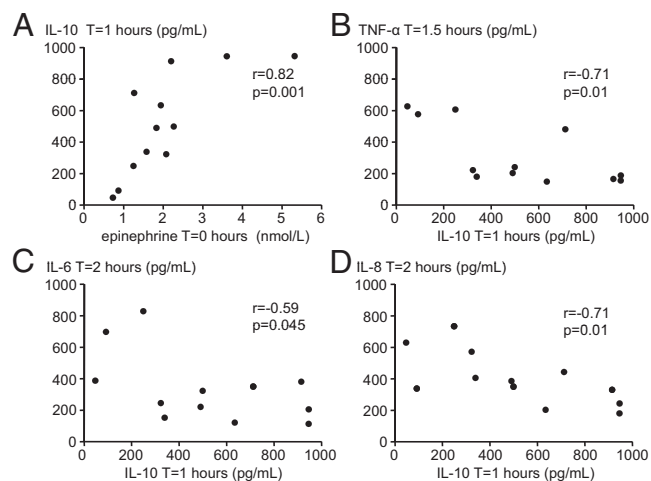 A IL-10 T=1 hours (pg/mL)
1000
800
600
400
200
0
r=0.82
p=0.001
0 1 2 3 4 5 6
epinephrine T=0 hours (nmol/L)
B TNF-α T=1.5 hours (pg/mL)
1000
800
600
400
200
0
r=-0.71
p=0.01
0 200 400 600 800 1000
IL-10 T=1 hours (pg/mL)
C IL-6 T=2 hours (pg/mL)
1000
800
600
400
200
0
r=-0.59
p=0.045
0 200 400 600 800 1000
IL-10 T=1 hours (pg/mL)
D IL-8 T=2 hours (pg/mL)
1000
800
600
400
200
0
r=-0.71
p=0.01
0 200 400 600 800 1000
IL-10 T=1 hours (pg/mL)